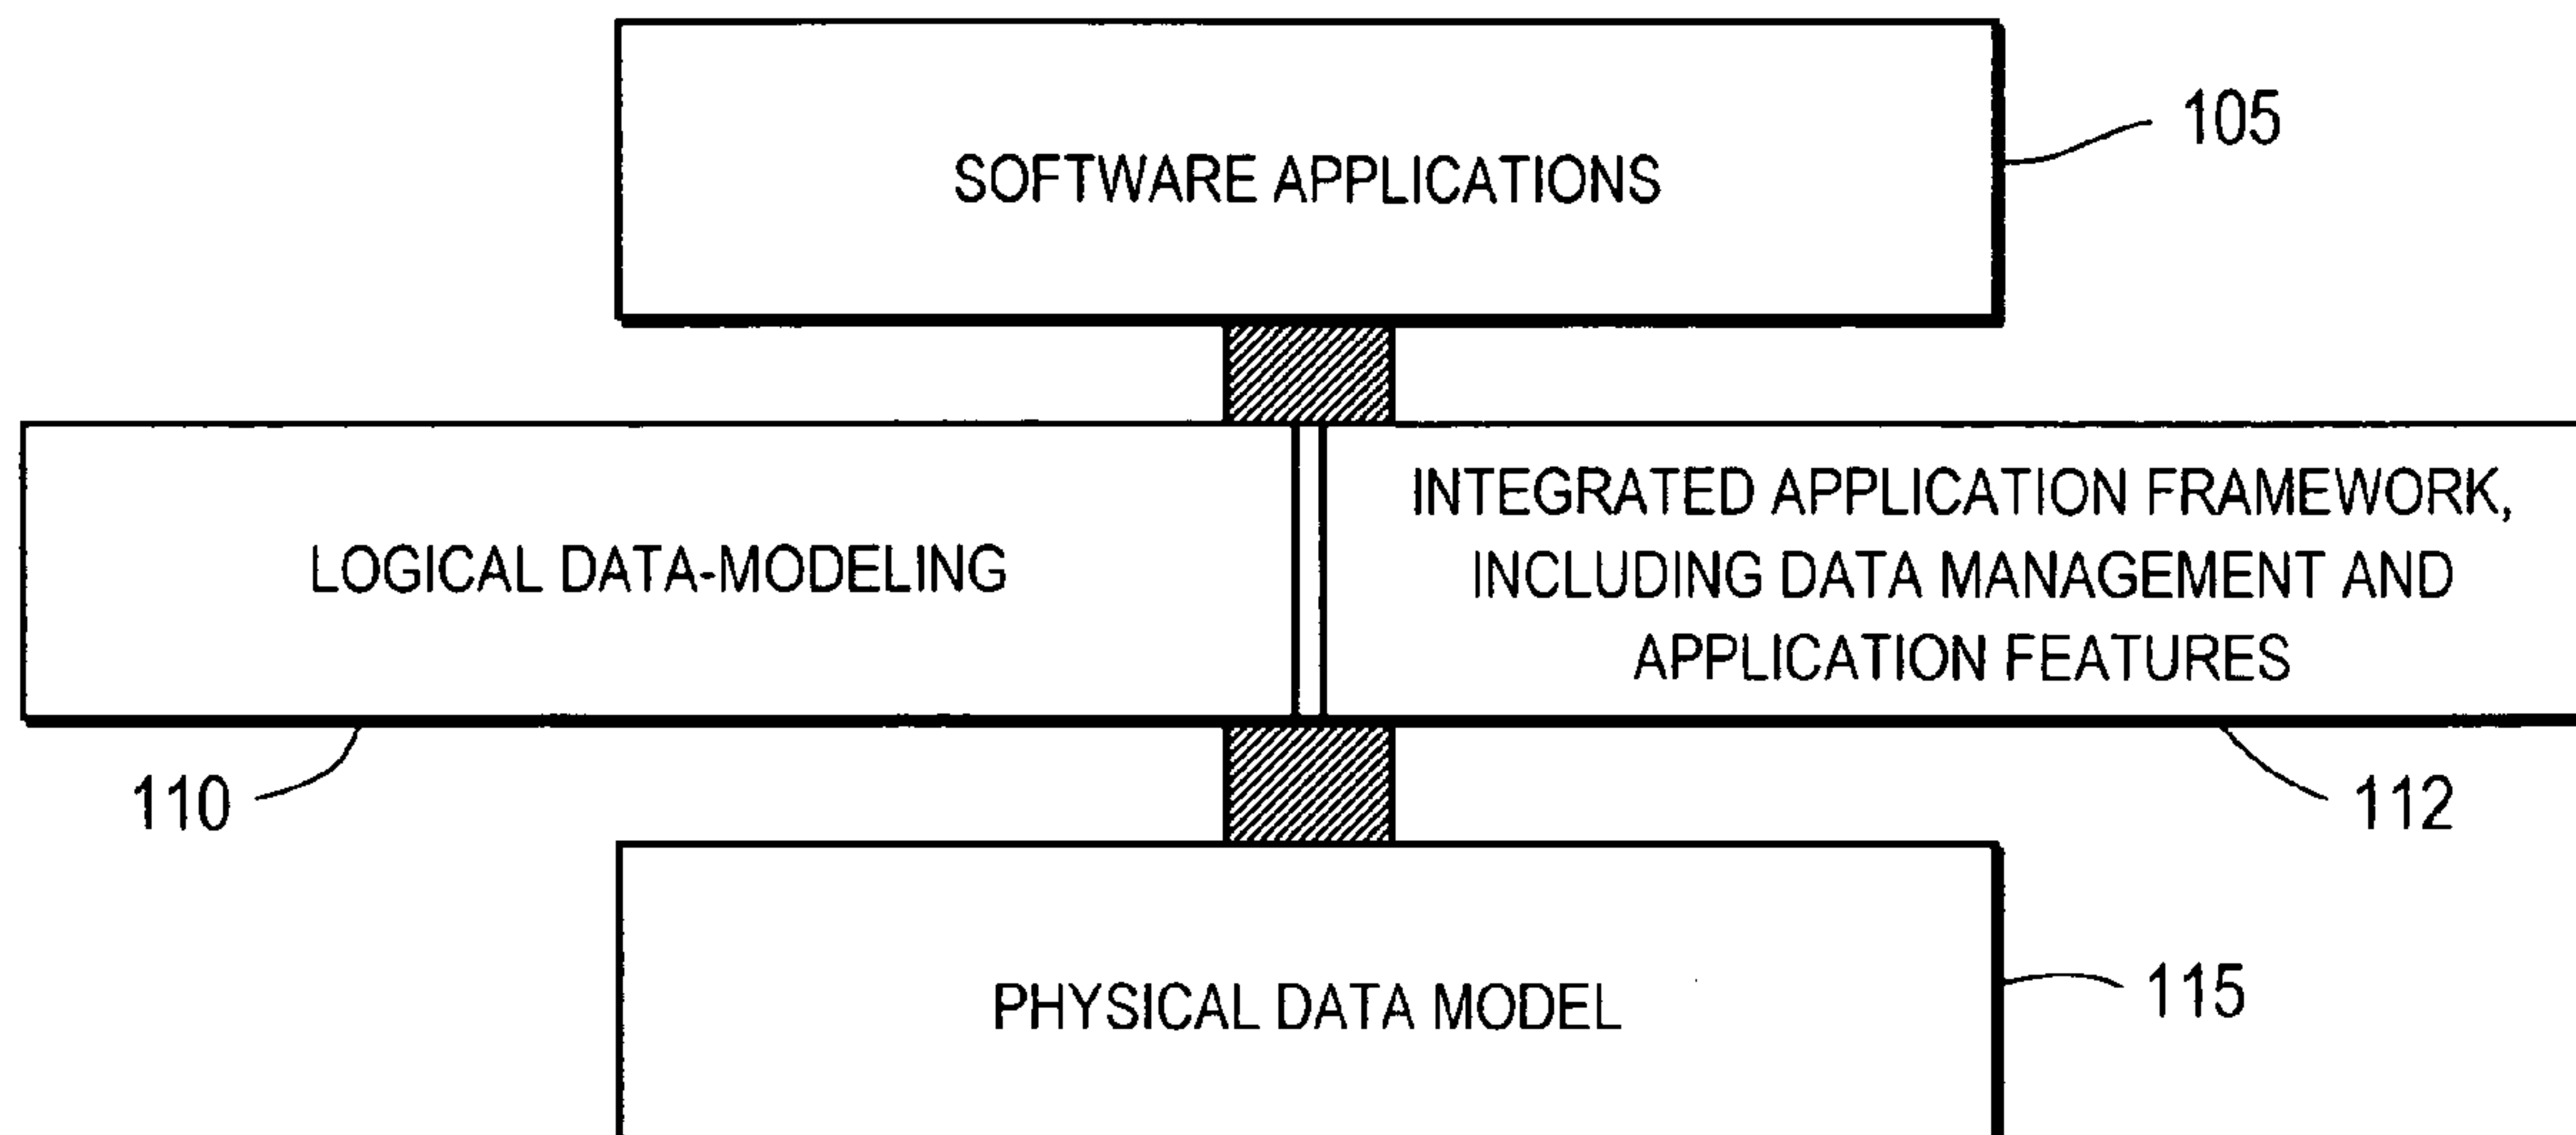 105
SOFTWARE APPLICATIONS
LOGICAL DATA-MODELING
INTEGRATED APPLICATION FRAMEWORK,
INCLUDING DATA MANAGEMENT AND
APPLICATION FEATURES
110
112
PHYSICAL DATA MODEL
115